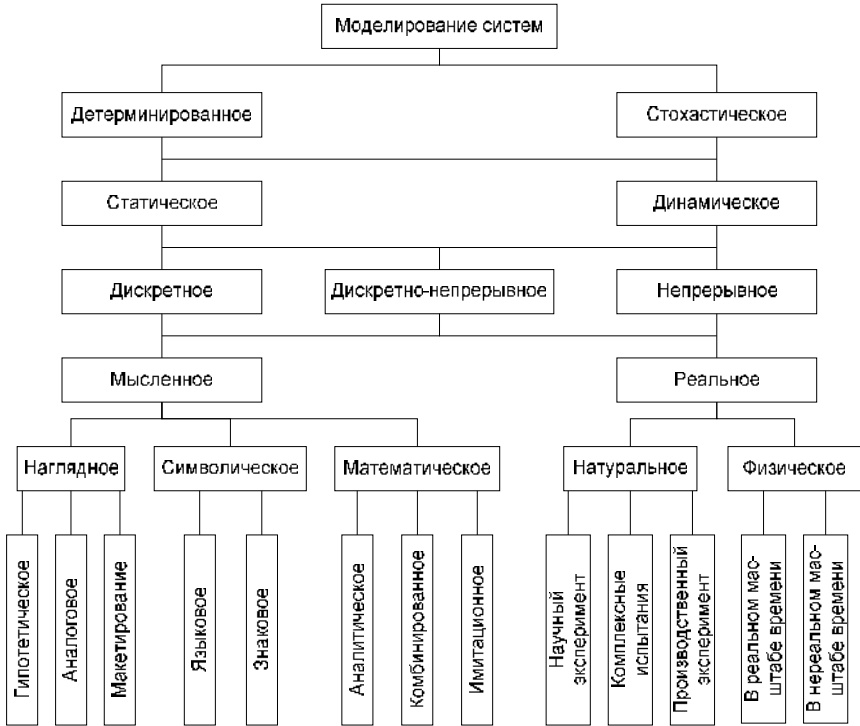 Моделирование систем
Детерминированное
Стохастическое
Статическое
Динамическое
Дискретное
Дискретно-непрерывное
Непрерывное
Мысленное
Реальное
Наглядное
Символическое
Математическое
Натуральное
Физическое
Гипотетическое
Аналоговое
Макетирование
Языковое
Знаковое
Аналитическое
Комбинированное
Имитационное
Научный
эксперимент
Комплексные
испытания
Производственный
эксперимент
В реальном мас-
штабе времени
В нереальном мас-
штабе времени